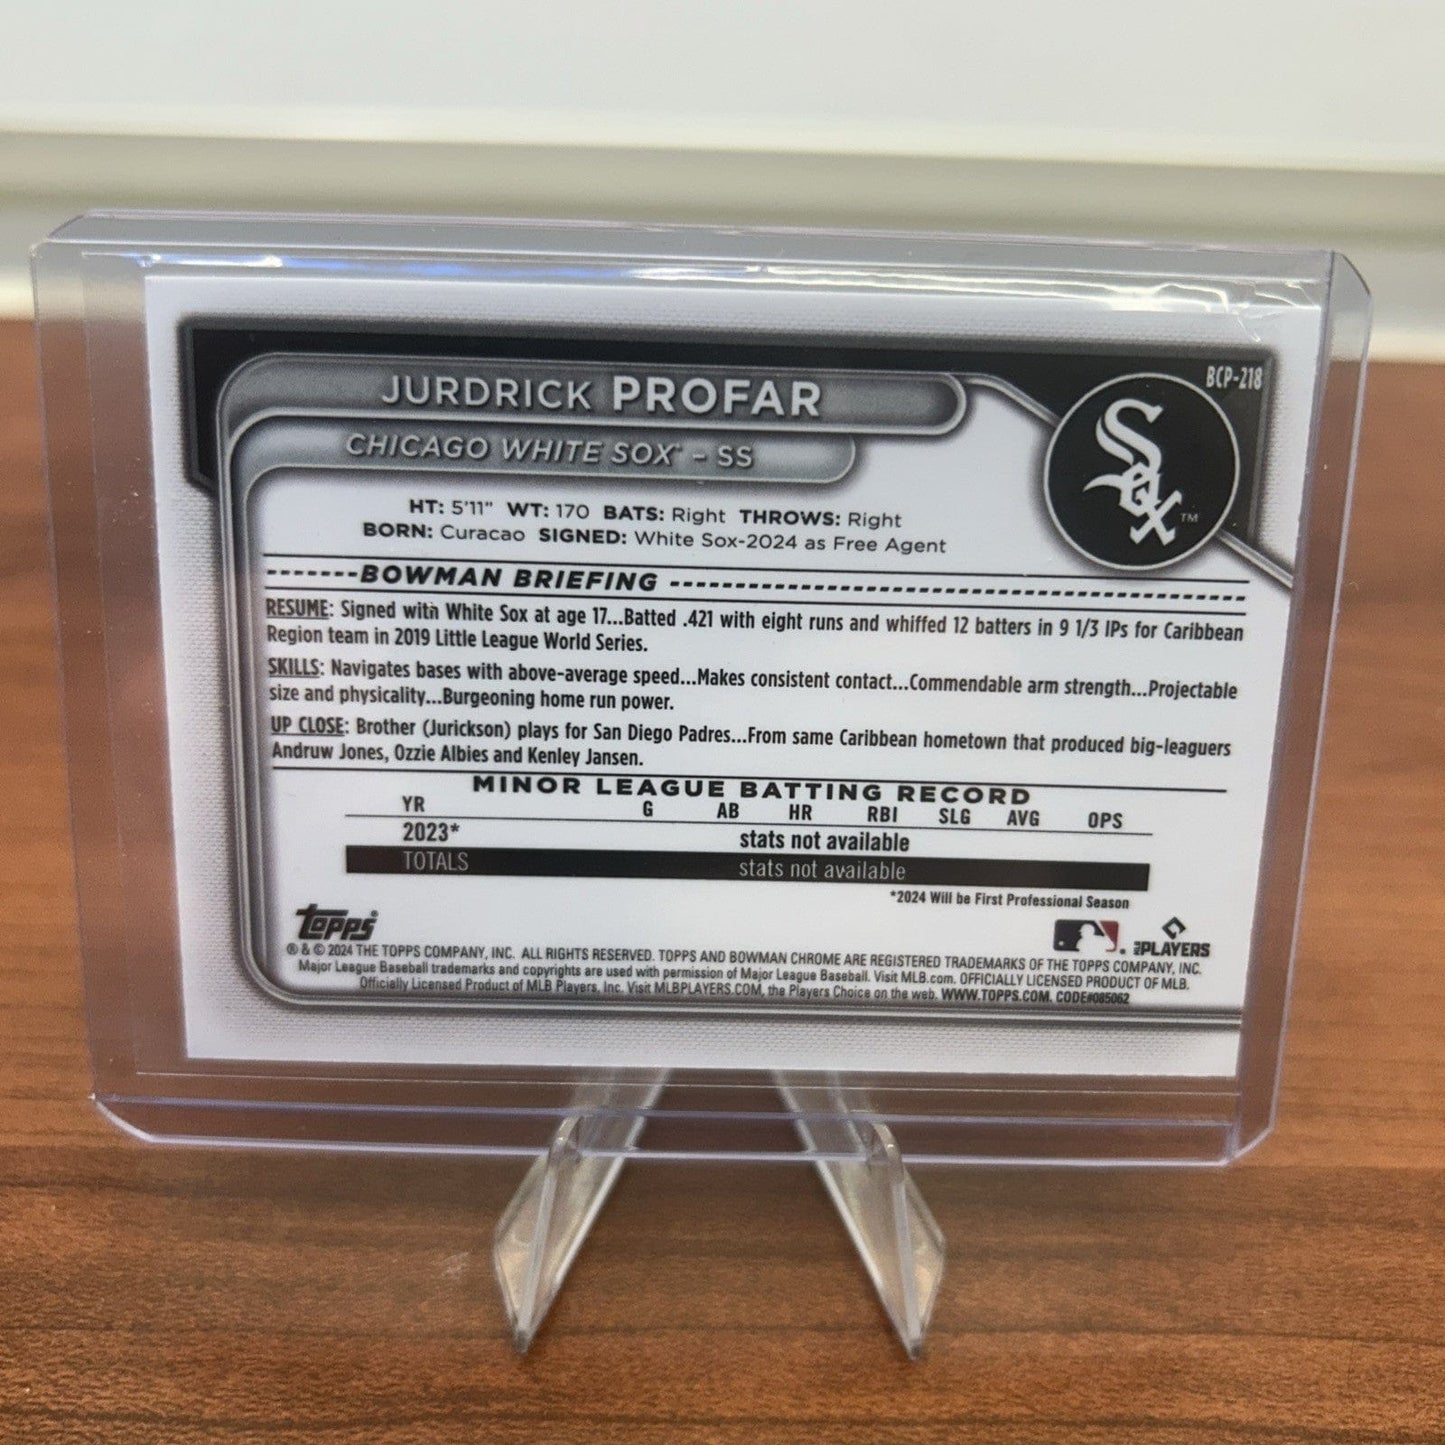 BCP-218
JURDRICK PROFAR
CHICAGO WHITE SOX - SS
Sox™
HT: 5'11" WT: 170 BATS: Right THROWS: Right
BORN: Curacao SIGNED: White Sox-2024 as Free Agent
BOWMAN BRIEFING
RESUME: Signed with White Sox at age 17...Batted .421 with eight runs and whiffed 12 batters in 9 1/3 IPs for Caribbean
Region team in 2019 Little League World Series.
SKILLS: Navigates bases with above-average speed...Makes consistent contact...Commendable arm strength...Projectable
size and physicality...Burgeoning home run power.
UP CLOSE: Brother (Jurickson) plays for San Diego Padres...From same Caribbean hometown that produced big-leaguers
Andruw Jones, Ozzie Albies and Kenley Jansen.
MINOR LEAGUE BATTING RECORD
YR G AB HR RBI SLG AVG OPS
2023* stats not available
TOTALS stats not available
*2024 Will be First Professional Season
Topps®
MLB PLAYERS
® & © 2024 THE TOPPS COMPANY, INC. ALL RIGHTS RESERVED. TOPPS AND BOWMAN CHROME ARE REGISTERED TRADEMARKS OF THE TOPPS COMPANY, INC.
Major League Baseball trademarks and copyrights are used with permission of Major League Baseball. Visit MLB.com. OFFICIALLY LICENSED PRODUCT OF MLB.
Officially Licensed Product of MLB Players, Inc. Visit MLBPLAYERS.COM, the Players Choice on the web. WWW.TOPPS.COM. CODE#085062